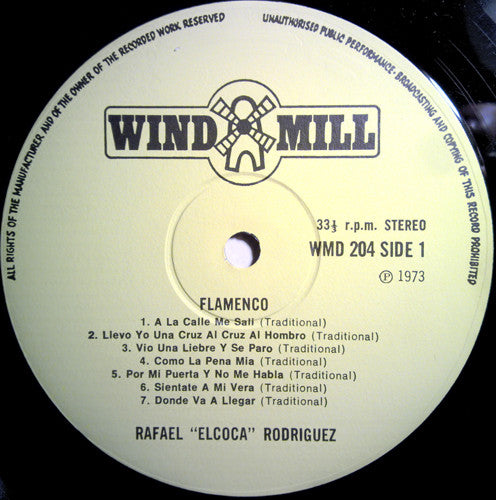 ALL RIGHTS OF THE MANUFACTURER AND OF THE OWNER OF THE RECORDED WORK RESERVED
UNAUTHORISED PUBLIC PERFORMANCE · BROADCASTING AND COPYING OF THIS RECORD PROHIBITED
WIND MILL
33⅓ r.p.m. STEREO
WMD 204 SIDE 1
Ⓟ 1973
FLAMENCO
1. A La Calle Me Sali (Traditional)
2. Llevo Yo Una Cruz Al Cruz Al Hombro (Traditional)
3. Vio Una Liebre Y Se Paro (Traditional)
4. Como La Pena Mia (Traditional)
5. Por Mi Puerta Y No Me Habla (Traditional)
6. Sientate A Mi Vera (Traditional)
7. Donde Va A Llegar (Traditional)
RAFAEL "ELCOCA" RODRIGUEZ